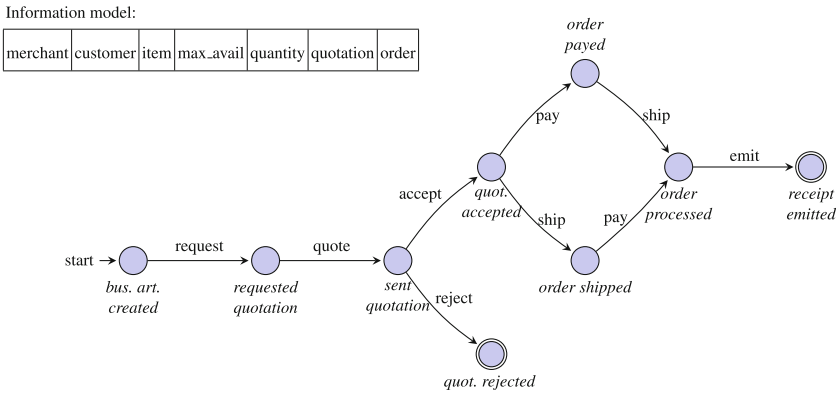 Information model:
merchant customer item max_avail quantity quotation order
order
payed
pay
ship
emit
accept
quot.
accepted
order
processed
receipt
emitted
ship
pay
start
request
quote
bus. art.
created
requested
quotation
sent
quotation
reject
order shipped
quot. rejected